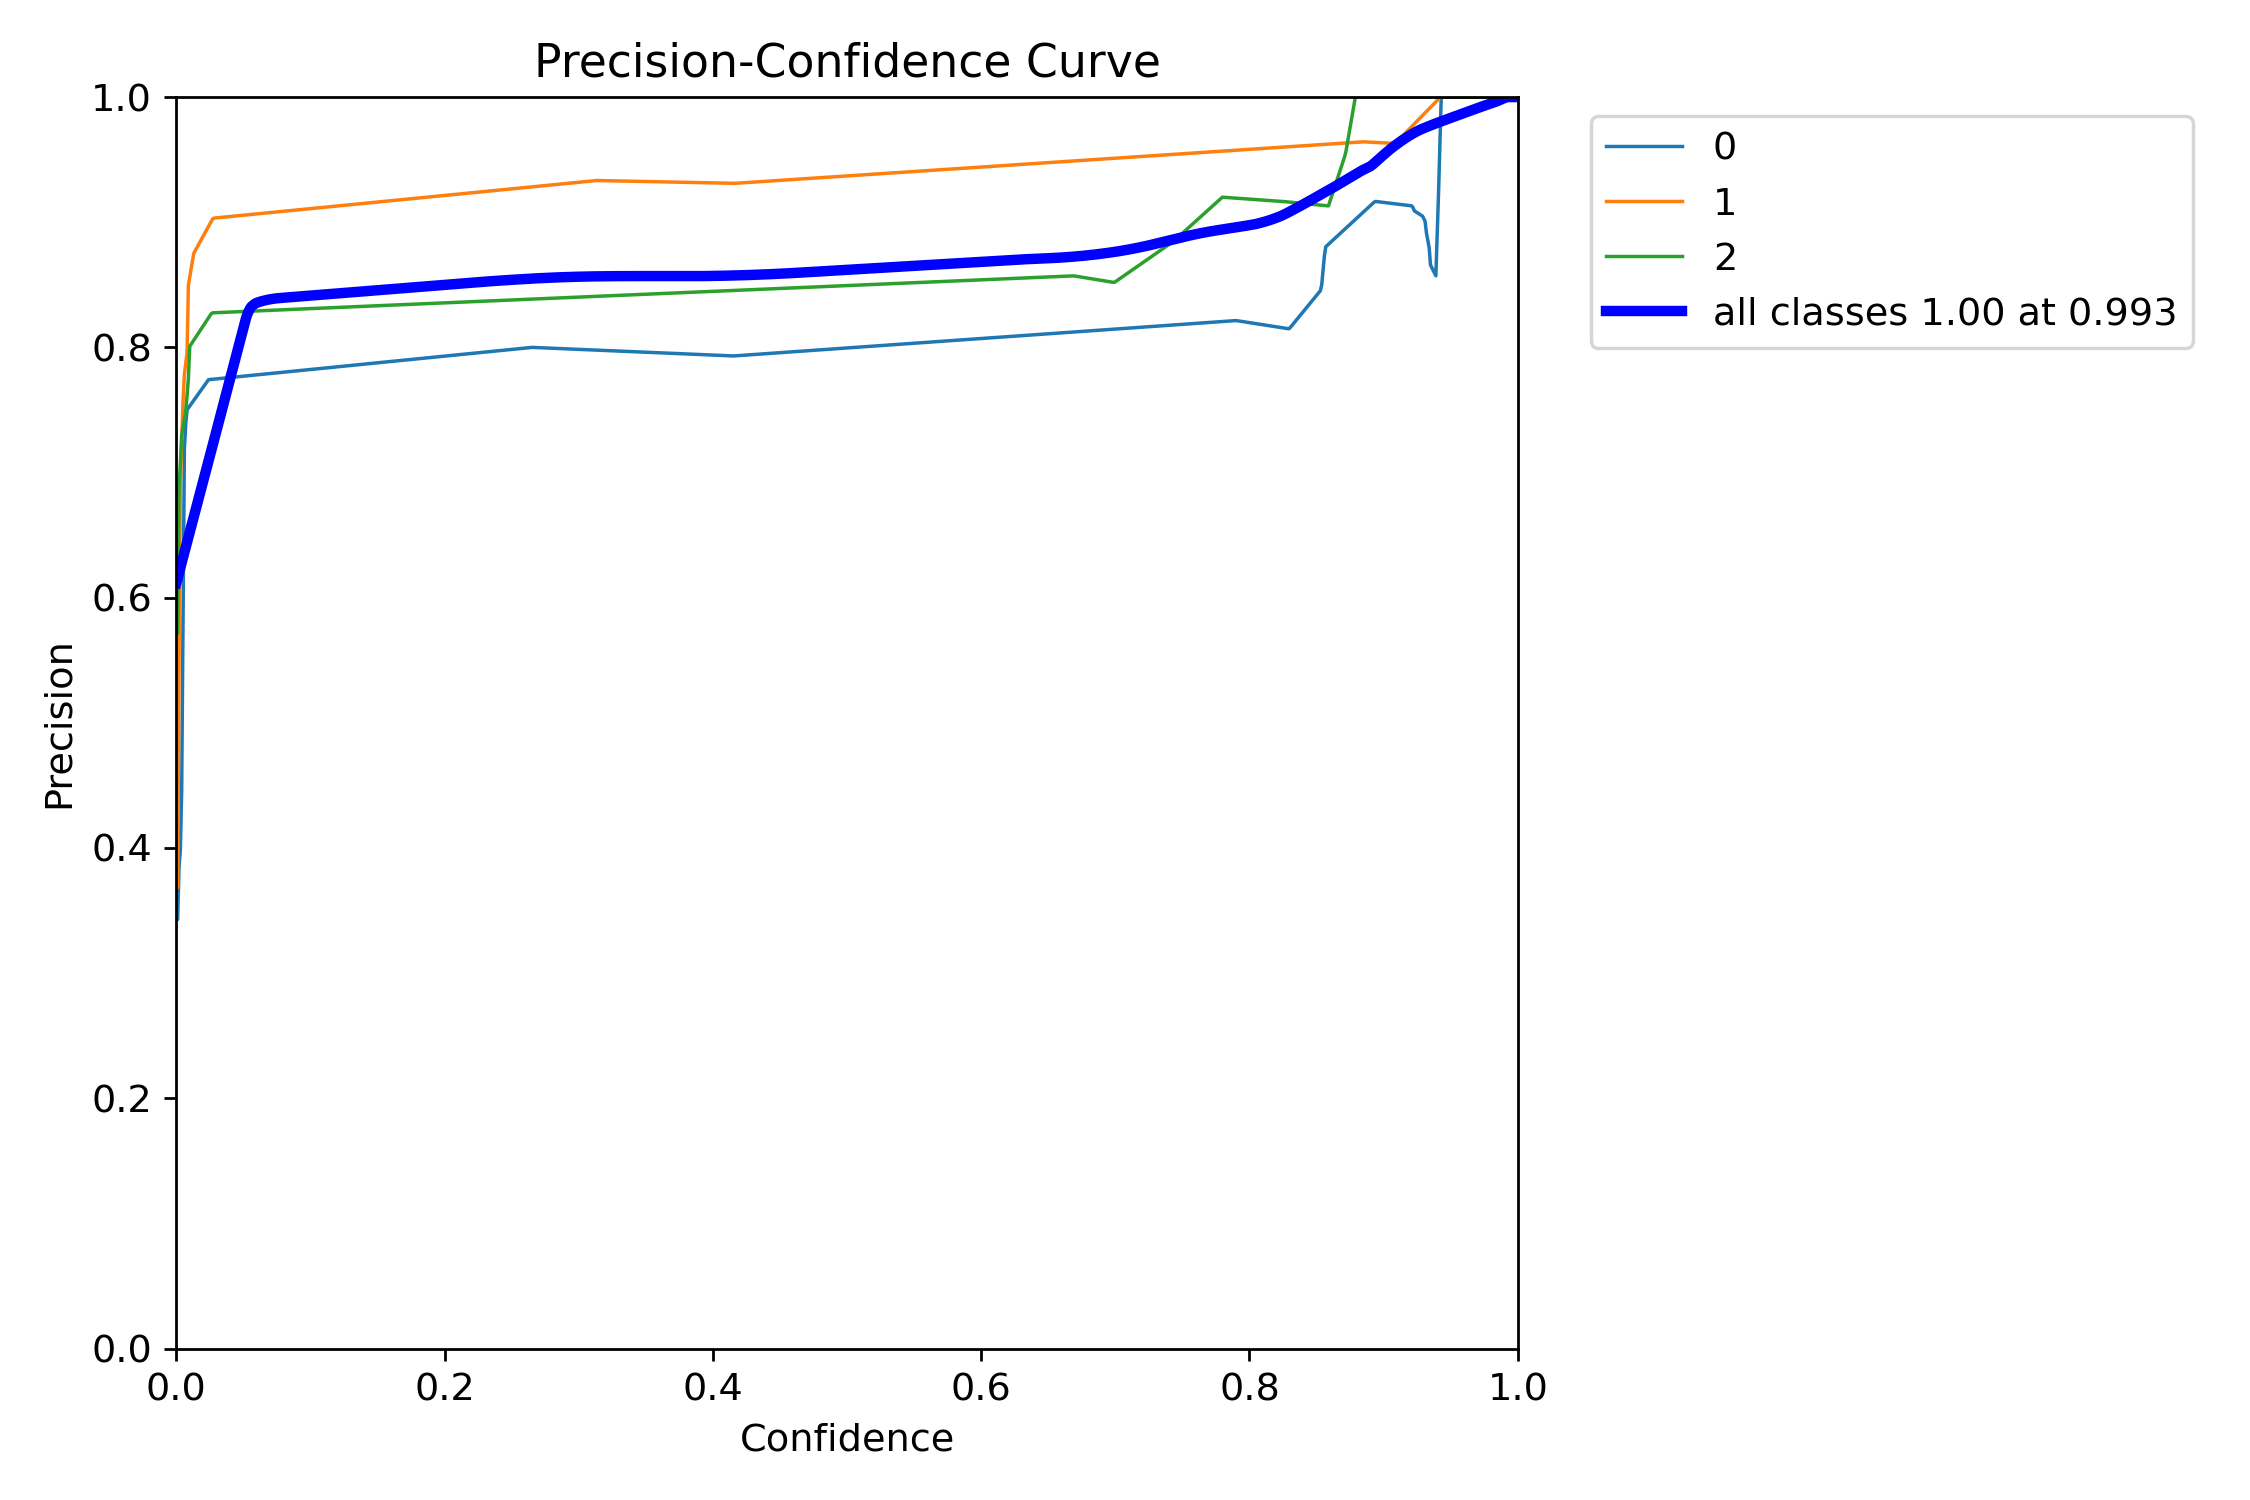 Precision-Confidence Curve
1.0
0.8
0.6
0.4
0.2
0.0
Precision
0.0 0.2 0.4 0.6 0.8 1.0
Confidence
0
1
2
all classes 1.00 at 0.993